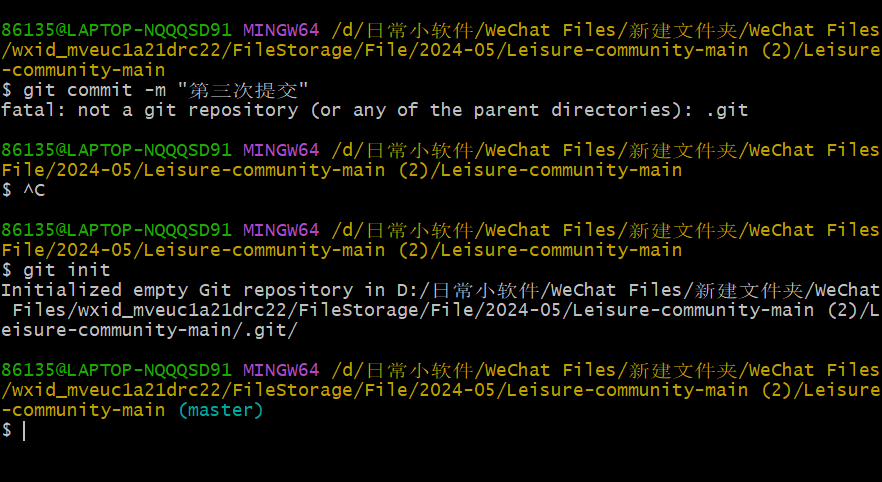 86135@LAPTOP-NQQQSD91 MINGW64 /d/日常小软件/WeChat Files/新建文件夹/WeChat Files
/wxid_mveuc1a21drc22/FileStorage/File/2024-05/Leisure-community-main (2)/Leisure
-community-main
$ git commit -m "第三次提交"
fatal: not a git repository (or any of the parent directories): .git
86135@LAPTOP-NQQQSD91 MINGW64 /d/日常小软件/WeChat Files/新建文件夹/WeChat Files
File/2024-05/Leisure-community-main (2)/Leisure-community-main
$ ^C
86135@LAPTOP-NQQQSD91 MINGW64 /d/日常小软件/WeChat Files/新建文件夹/WeChat Files
File/2024-05/Leisure-community-main (2)/Leisure-community-main
$ git init
Initialized empty Git repository in D:/日常小软件/WeChat Files/新建文件夹/WeChat
 Files/wxid_mveuc1a21drc22/FileStorage/File/2024-05/Leisure-community-main (2)/L
eisure-community-main/.git/
86135@LAPTOP-NQQQSD91 MINGW64 /d/日常小软件/WeChat Files/新建文件夹/WeChat Files
/wxid_mveuc1a21drc22/FileStorage/File/2024-05/Leisure-community-main (2)/Leisure
-community-main (master)
$